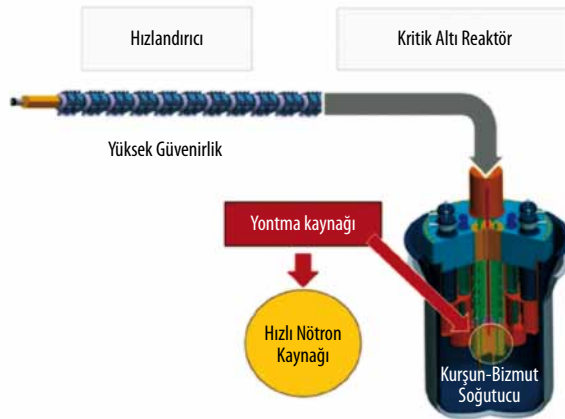 Hızlandırıcı
Kritik Altı Reaktör
Yüksek Güvenirlik
Yontma kaynağı
Hızlı Nötron
Kaynağı
Kurşun-Bizmut
Soğutucu